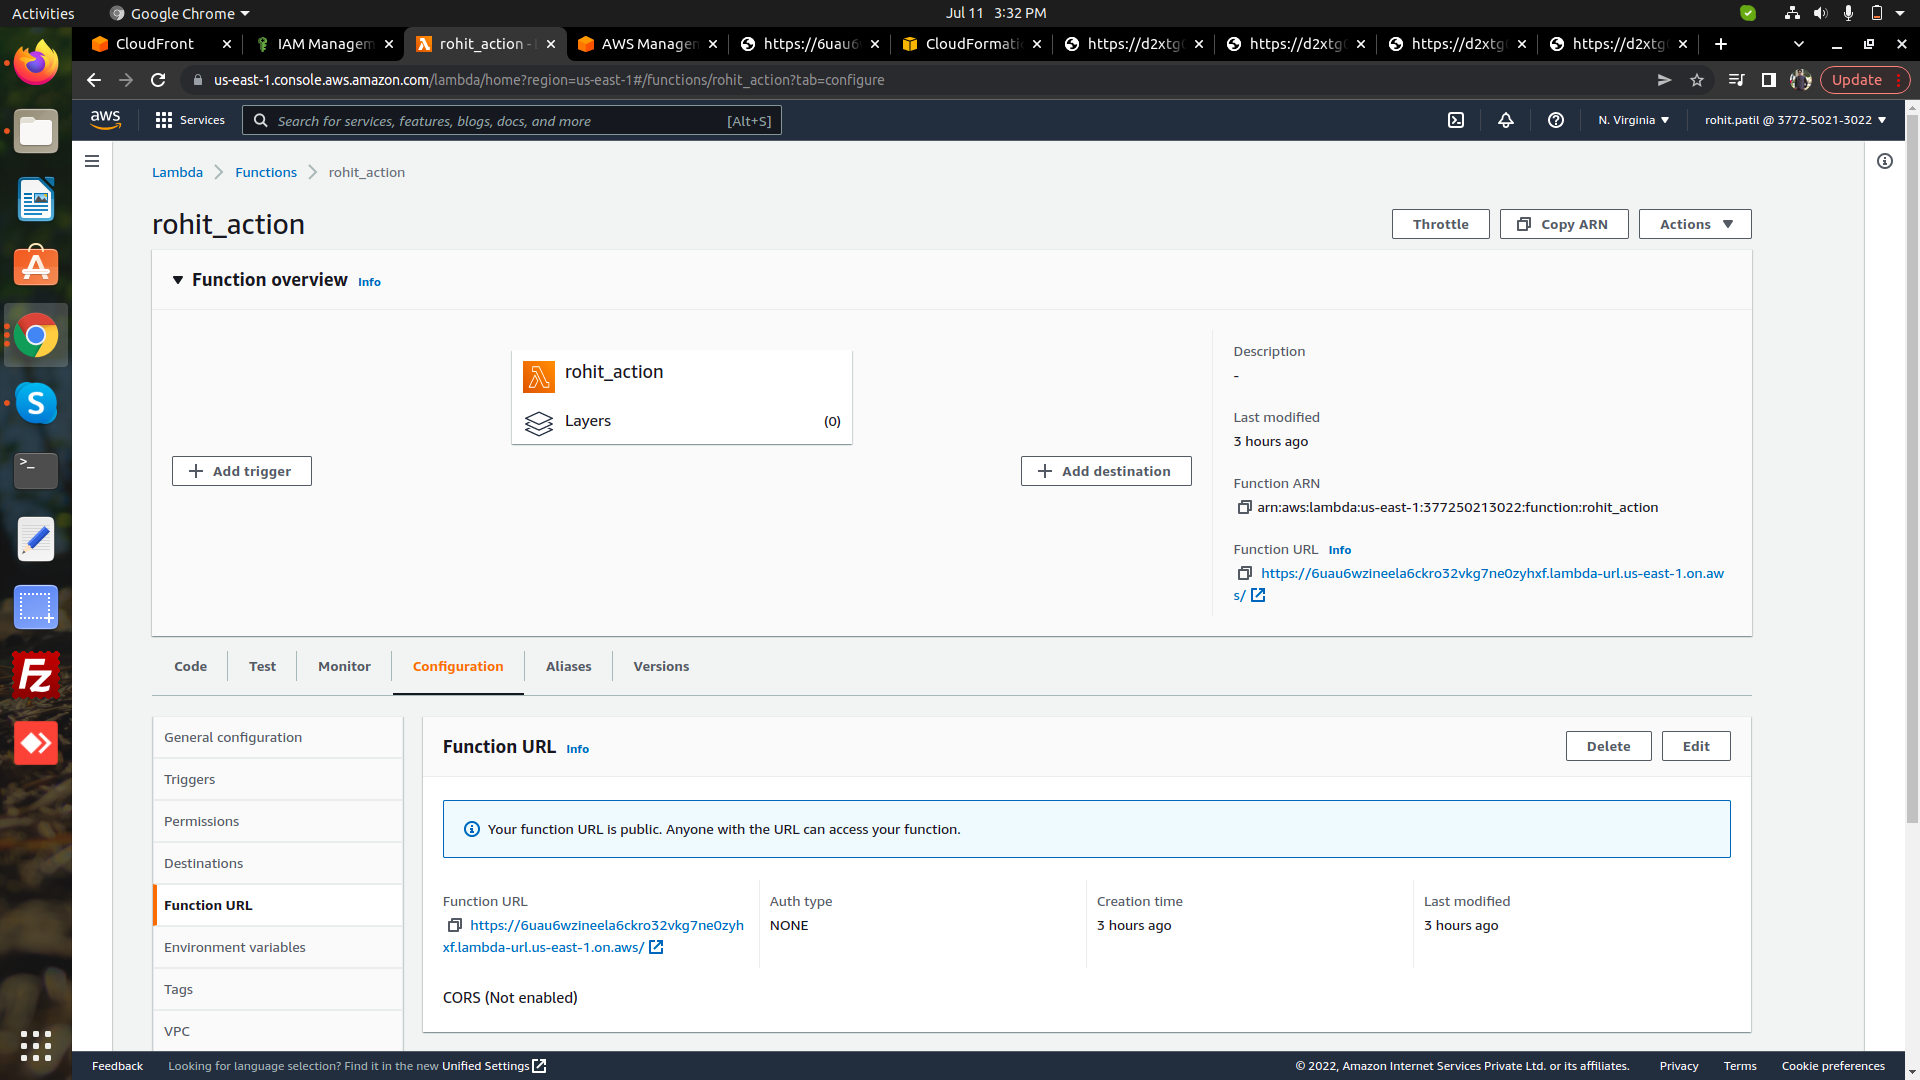 Activities
Google Chrome
Jul 11 3:32 PM
CloudFront
IAM Managem
rohit_action -
AWS Manage
https://6uau6
CloudFormati
https://d2xtg
https://d2xtg
https://d2xtg
https://d2xtg
us-east-1.console.aws.amazon.com/lambda/home?region=us-east-1#/functions/rohit_action?tab=configure
Update
aws
Services
Search for services, features, blogs, docs, and more
[Alt+S]
N. Virginia
rohit.patil @ 3772-5021-3022
Lambda
Functions
rohit_action
rohit_action
Throttle
Copy ARN
Actions
Function overview Info
rohit_action
Layers
(0)
Add trigger
Add destination
Description
-
Last modified
3 hours ago
Function ARN
arn:aws:lambda:us-east-1:377250213022:function:rohit_action
Function URL Info
https://6uau6wzineela6ckro32vkg7ne0zyhxf.lambda-url.us-east-1.on.aw
s/
Code
Test
Monitor
Configuration
Aliases
Versions
General configuration
Triggers
Permissions
Destinations
Function URL
Environment variables
Tags
VPC
Function URL Info
Delete
Edit
Your function URL is public. Anyone with the URL can access your function.
Function URL
https://6uau6wzineela6ckro32vkg7ne0zyh
xf.lambda-url.us-east-1.on.aws/
Auth type
NONE
Creation time
3 hours ago
Last modified
3 hours ago
CORS (Not enabled)
Feedback
Looking for language selection? Find it in the new Unified Settings
© 2022, Amazon Internet Services Private Ltd. or its affiliates.
Privacy
Terms
Cookie preferences